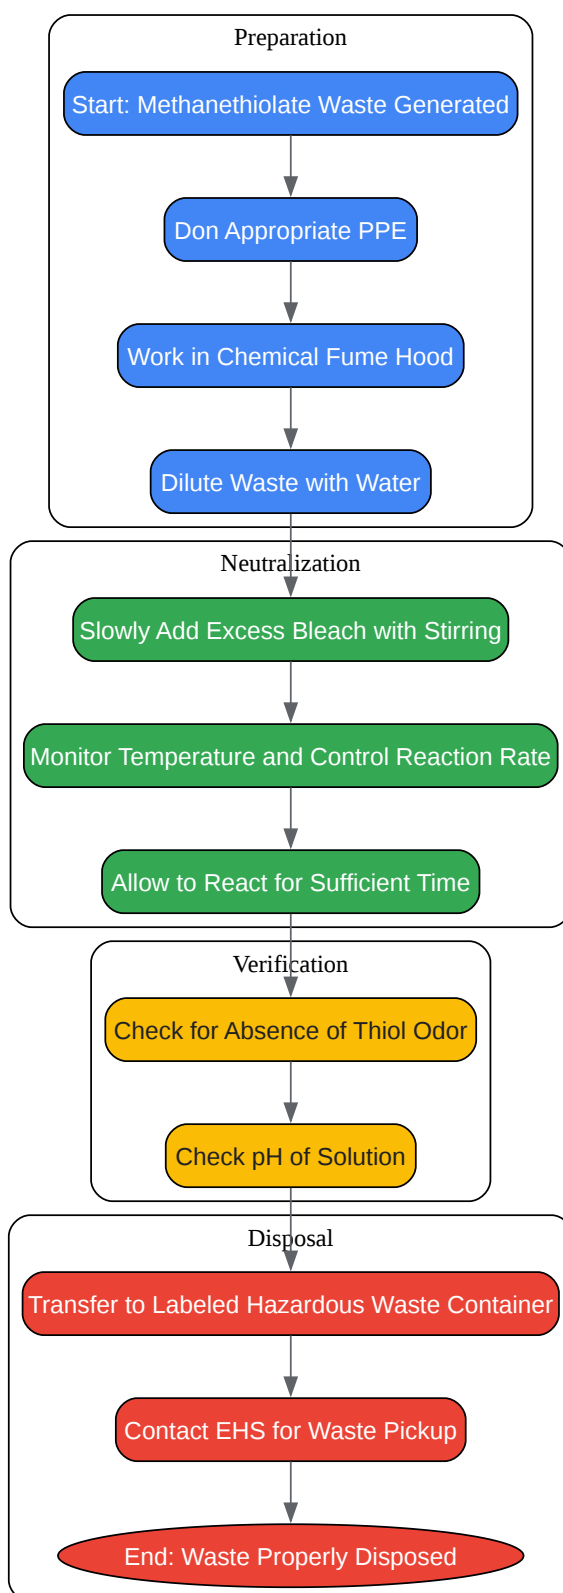 Preparation
Start: Methanethiolate Waste Generated
Don Appropriate PPE
Work in Chemical Fume Hood
Dilute Waste with Water
Neutralization
Slowly Add Excess Bleach with Stirring
Monitor Temperature and Control Reaction Rate
Allow to React for Sufficient Time
Verification
Check for Absence of Thiol Odor
Check pH of Solution
Disposal
Transfer to Labeled Hazardous Waste Container
Contact EHS for Waste Pickup
End: Waste Properly Disposed